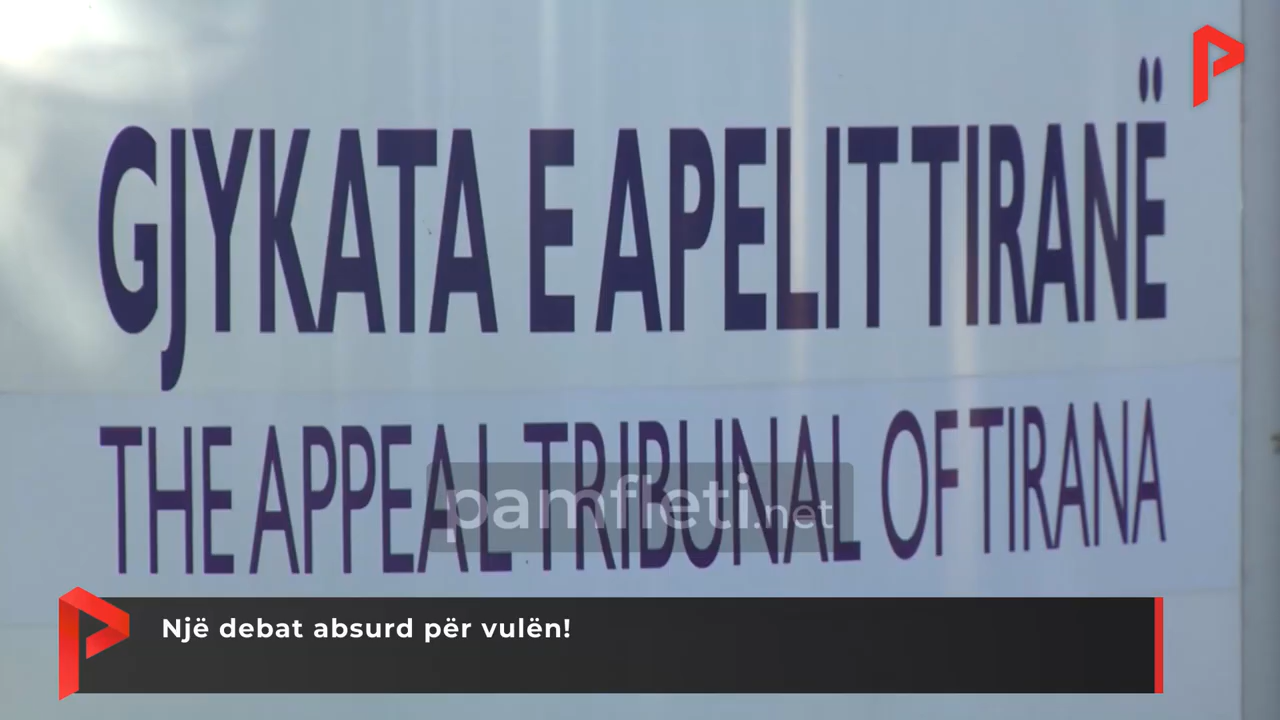 GJYKATA E APELIT TIRANË
THE APPEAL TRIBUNAL OF TIRANA
pamfleti.net
Një debat absurd për vulën!